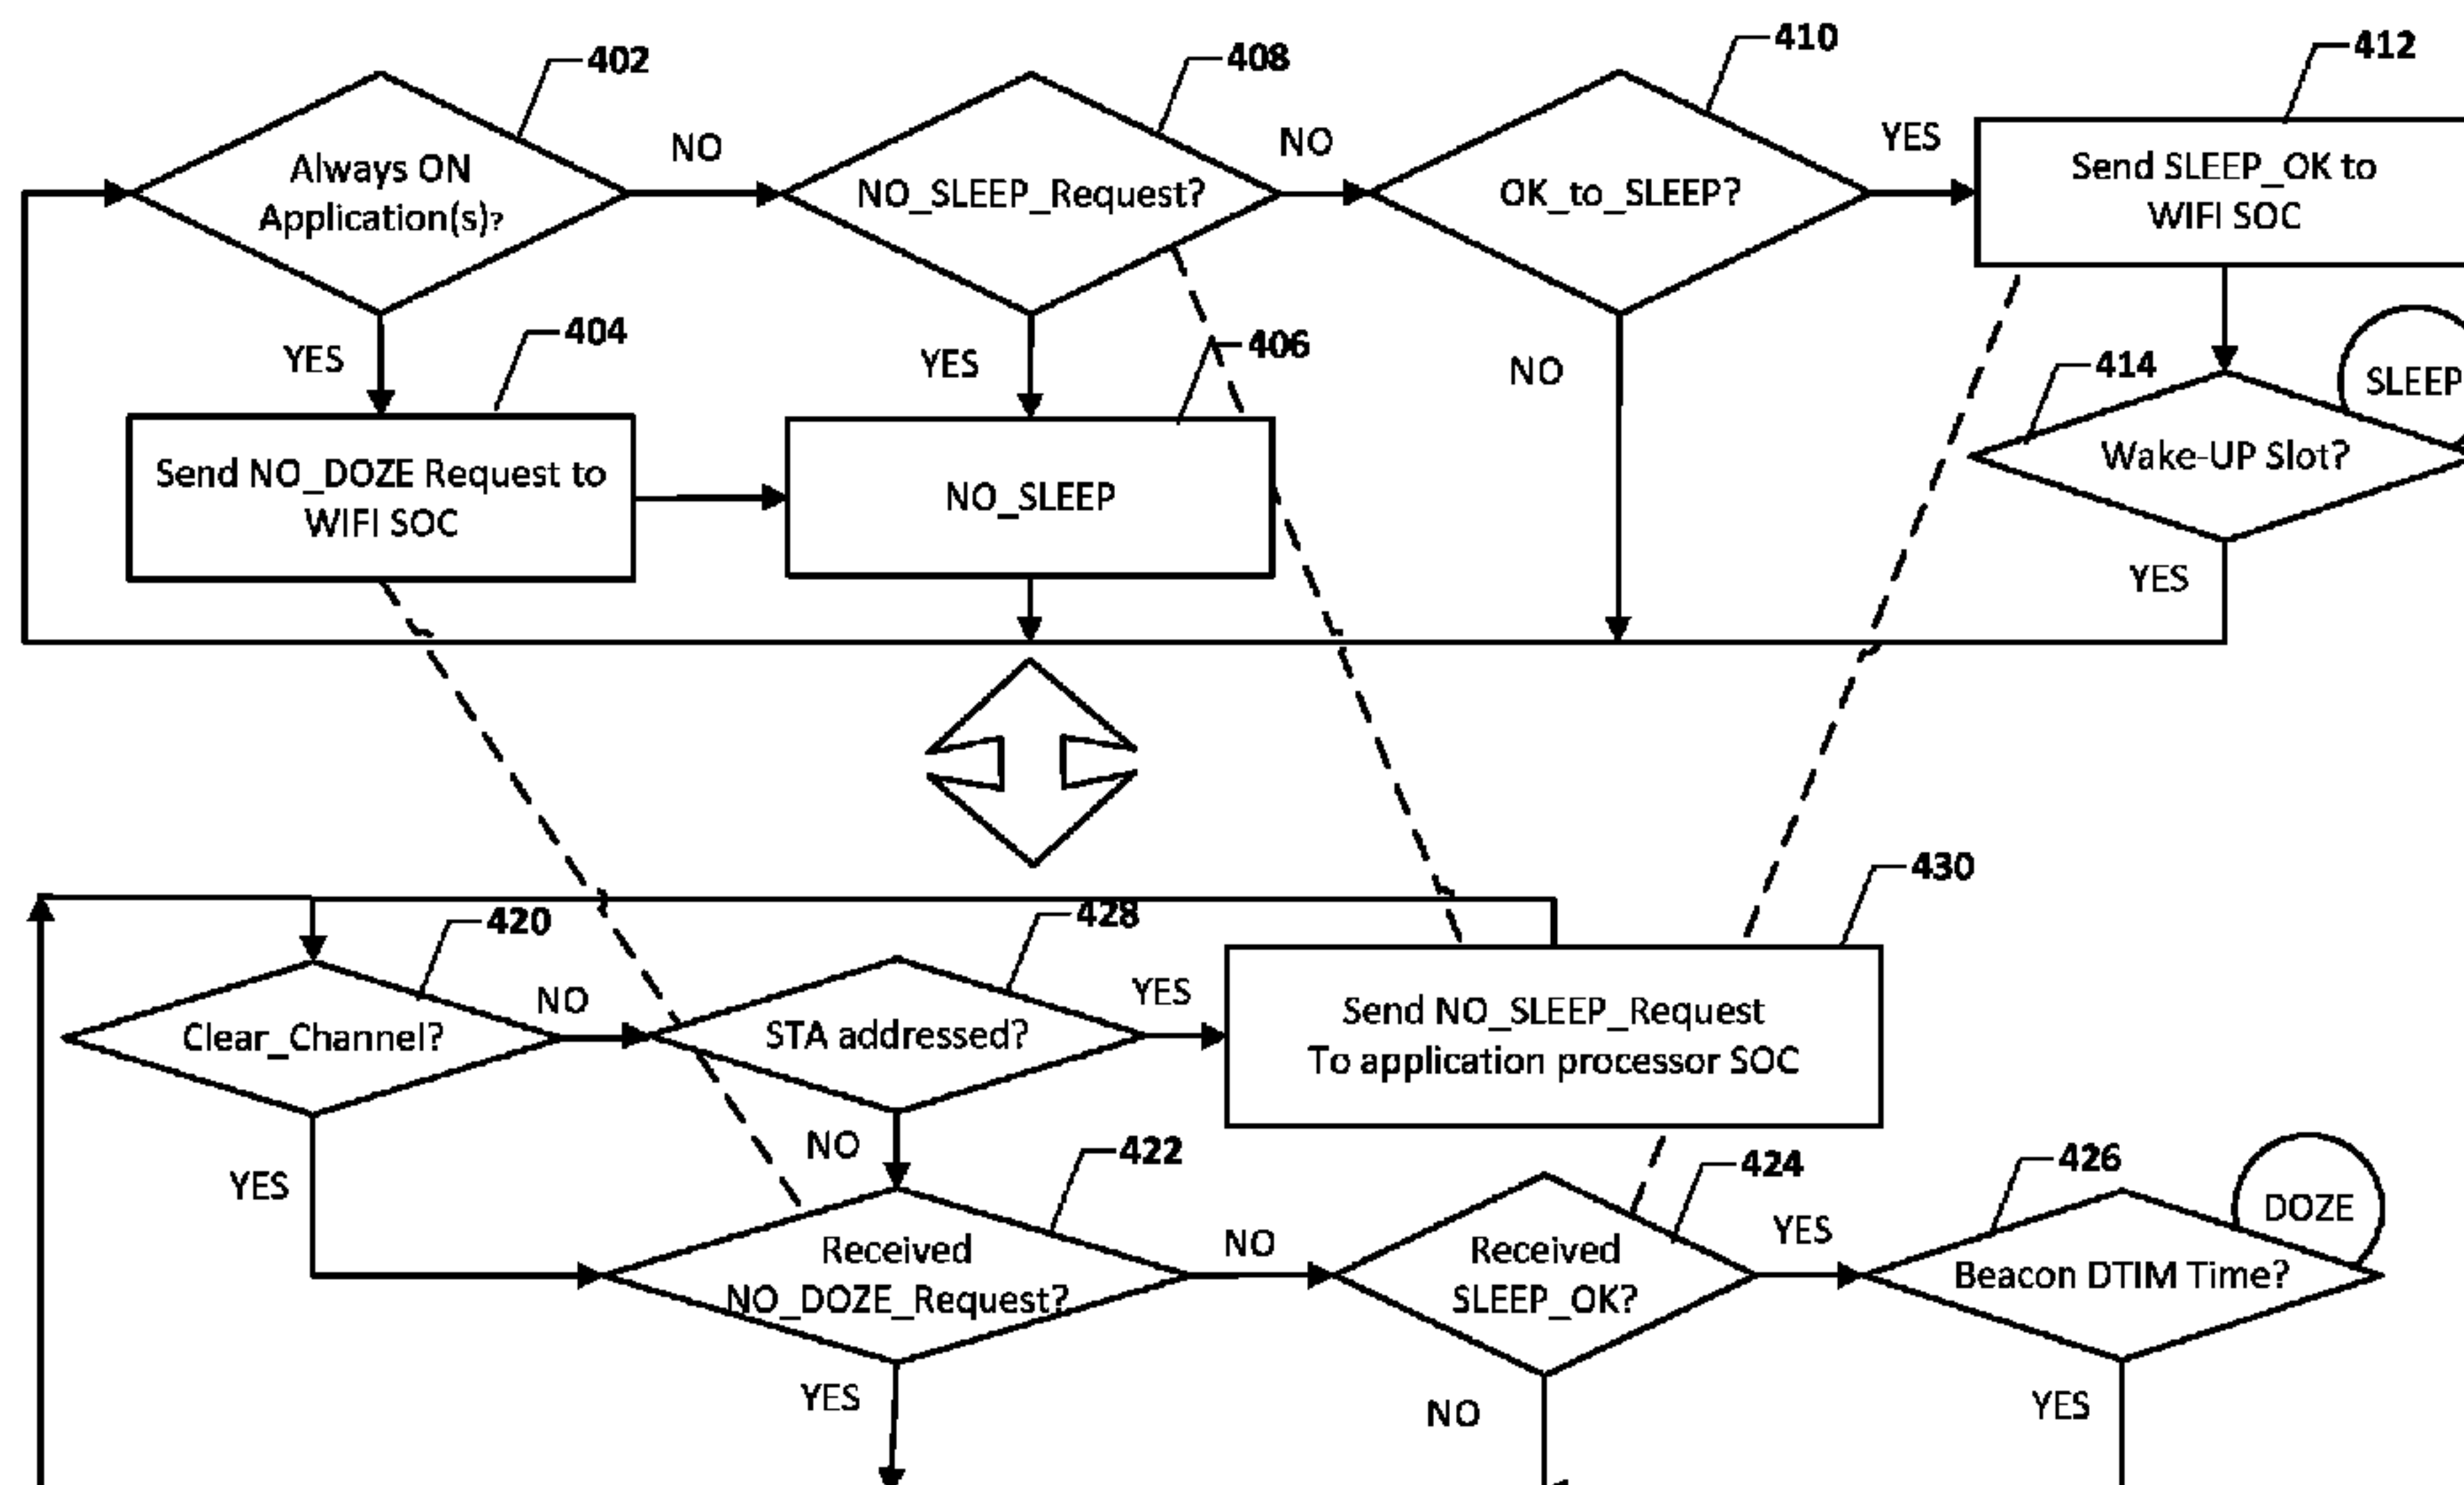 402
408
410
412
Always ON
Application(s)?
NO
NO_SLEEP_Request?
NO
OK_to_SLEEP?
YES
Send SLEEP_OK to
WIFI SOC
YES
404
YES
406
NO
414
SLEEP
Send NO_DOZE Request to
WIFI SOC
NO_SLEEP
Wake-UP Slot?
YES
420
428
430
Clear_Channel?
NO
STA addressed?
YES
Send NO_SLEEP_Request
To application processor SOC
YES
NO
422
424
426
DOZE
Received
NO_DOZE_Request?
NO
Received
SLEEP_OK?
YES
Beacon DTIM Time?
YES
NO
YES